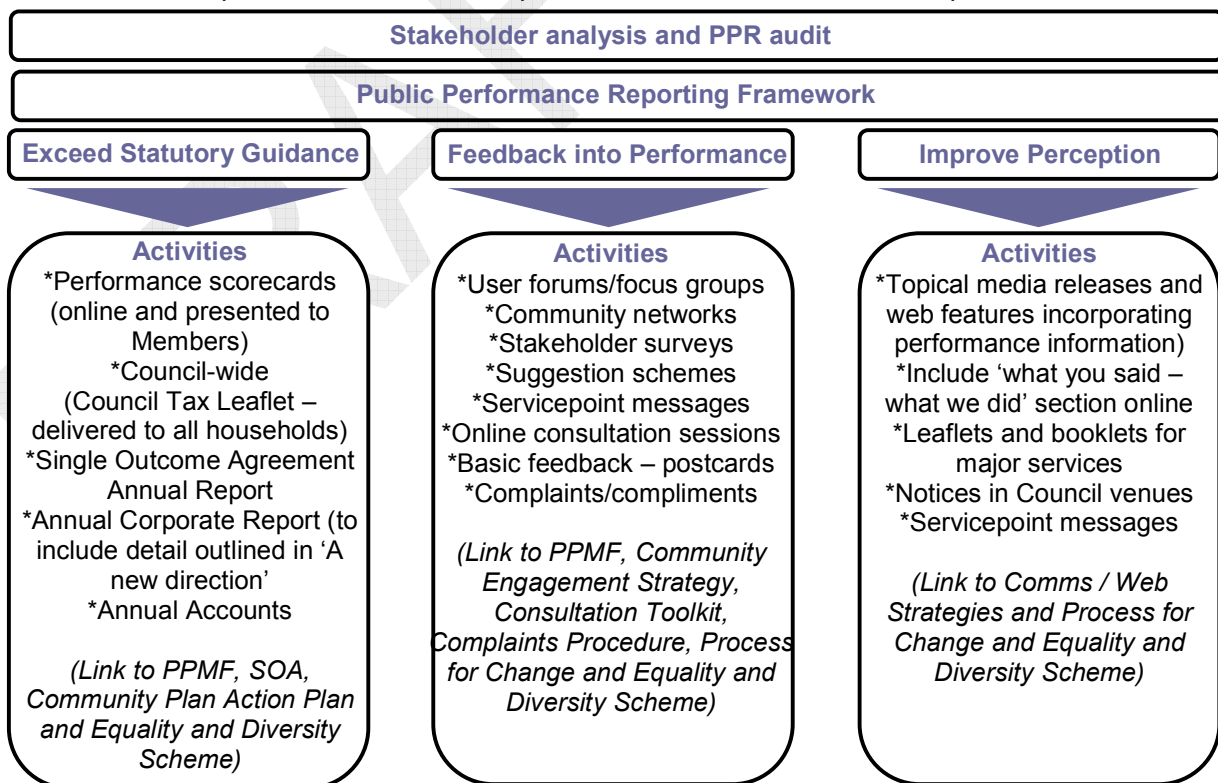 Stakeholder analysis and PPR audit
Public Performance Reporting Framework
Exceed Statutory Guidance
Activities
*Performance scorecards
(online and presented to
Members)
*Council-wide
(Council Tax Leaflet –
delivered to all households)
*Single Outcome Agreement
Annual Report
*Annual Corporate Report (to
include detail outlined in ‘A
new direction’
*Annual Accounts
(Link to PPMF, SOA,
Community Plan Action Plan
and Equality and Diversity
Scheme)
Feedback into Performance
Activities
*User forums/focus groups
*Community networks
*Stakeholder surveys
*Suggestion schemes
*Servicepoint messages
*Online consultation sessions
*Basic feedback – postcards
*Complaints/compliments
(Link to PPMF, Community
Engagement Strategy,
Consultation Toolkit,
Complaints Procedure, Process
for Change and Equality and
Diversity Scheme)
Improve Perception
Activities
*Topical media releases and
web features incorporating
performance information)
*Include ‘what you said –
what we did’ section online
*Leaflets and booklets for
major services
*Notices in Council venues
*Servicepoint messages
(Link to Comms / Web
Strategies and Process for
Change and Equality and
Diversity Scheme)